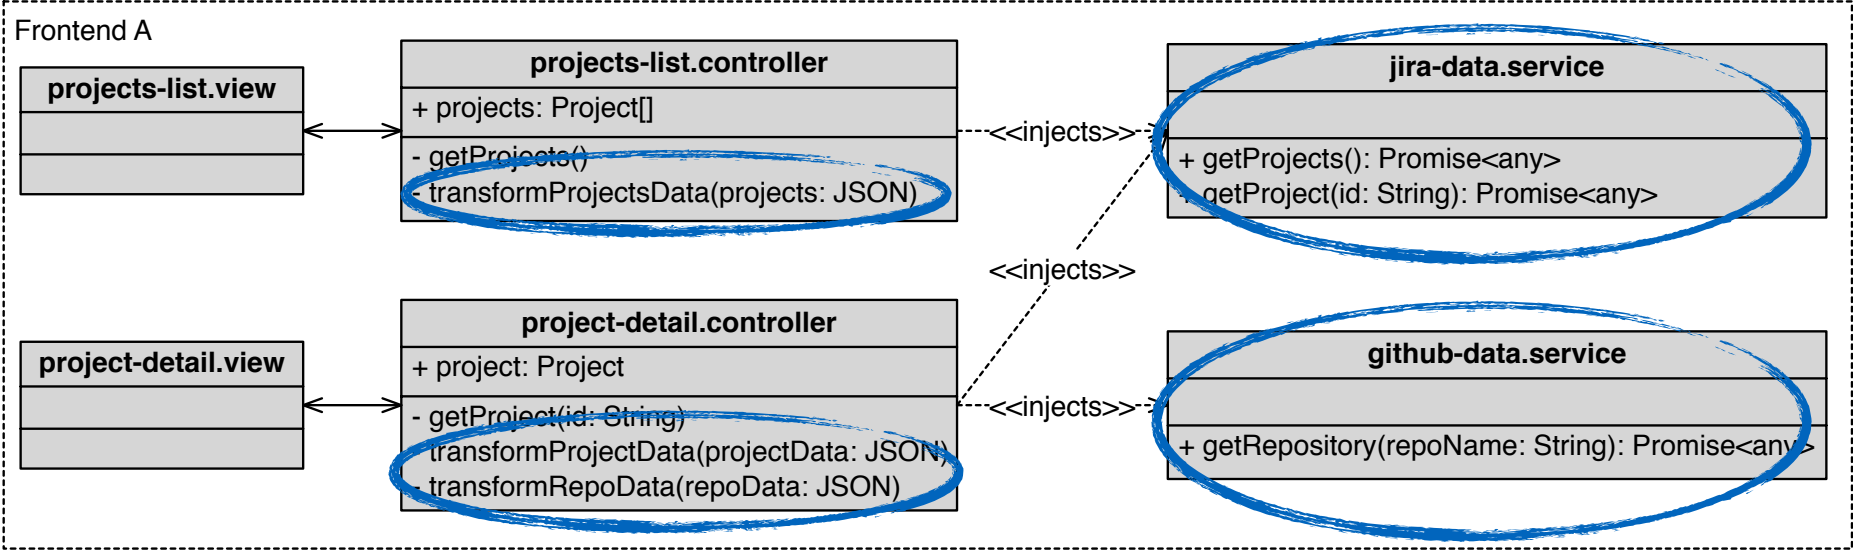 Frontend A
projects-list.view
projects-list.controller
+ projects: Project[]
- getProjects()
- transformProjectsData(projects: JSON)
<<injects>>
jira-data.service
+ getProjects(): Promise<any>
+ getProject(id: String): Promise<any>
<<injects>>
project-detail.view
project-detail.controller
+ project: Project
- getProject(id: String)
- transformProjectData(projectData: JSON)
- transformRepoData(repoData: JSON)
<<injects>>
github-data.service
+ getRepository(repoName: String): Promise<any>